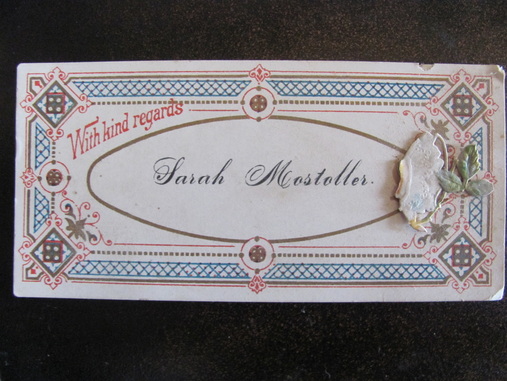 With kind regards
Sarah Mostoller.